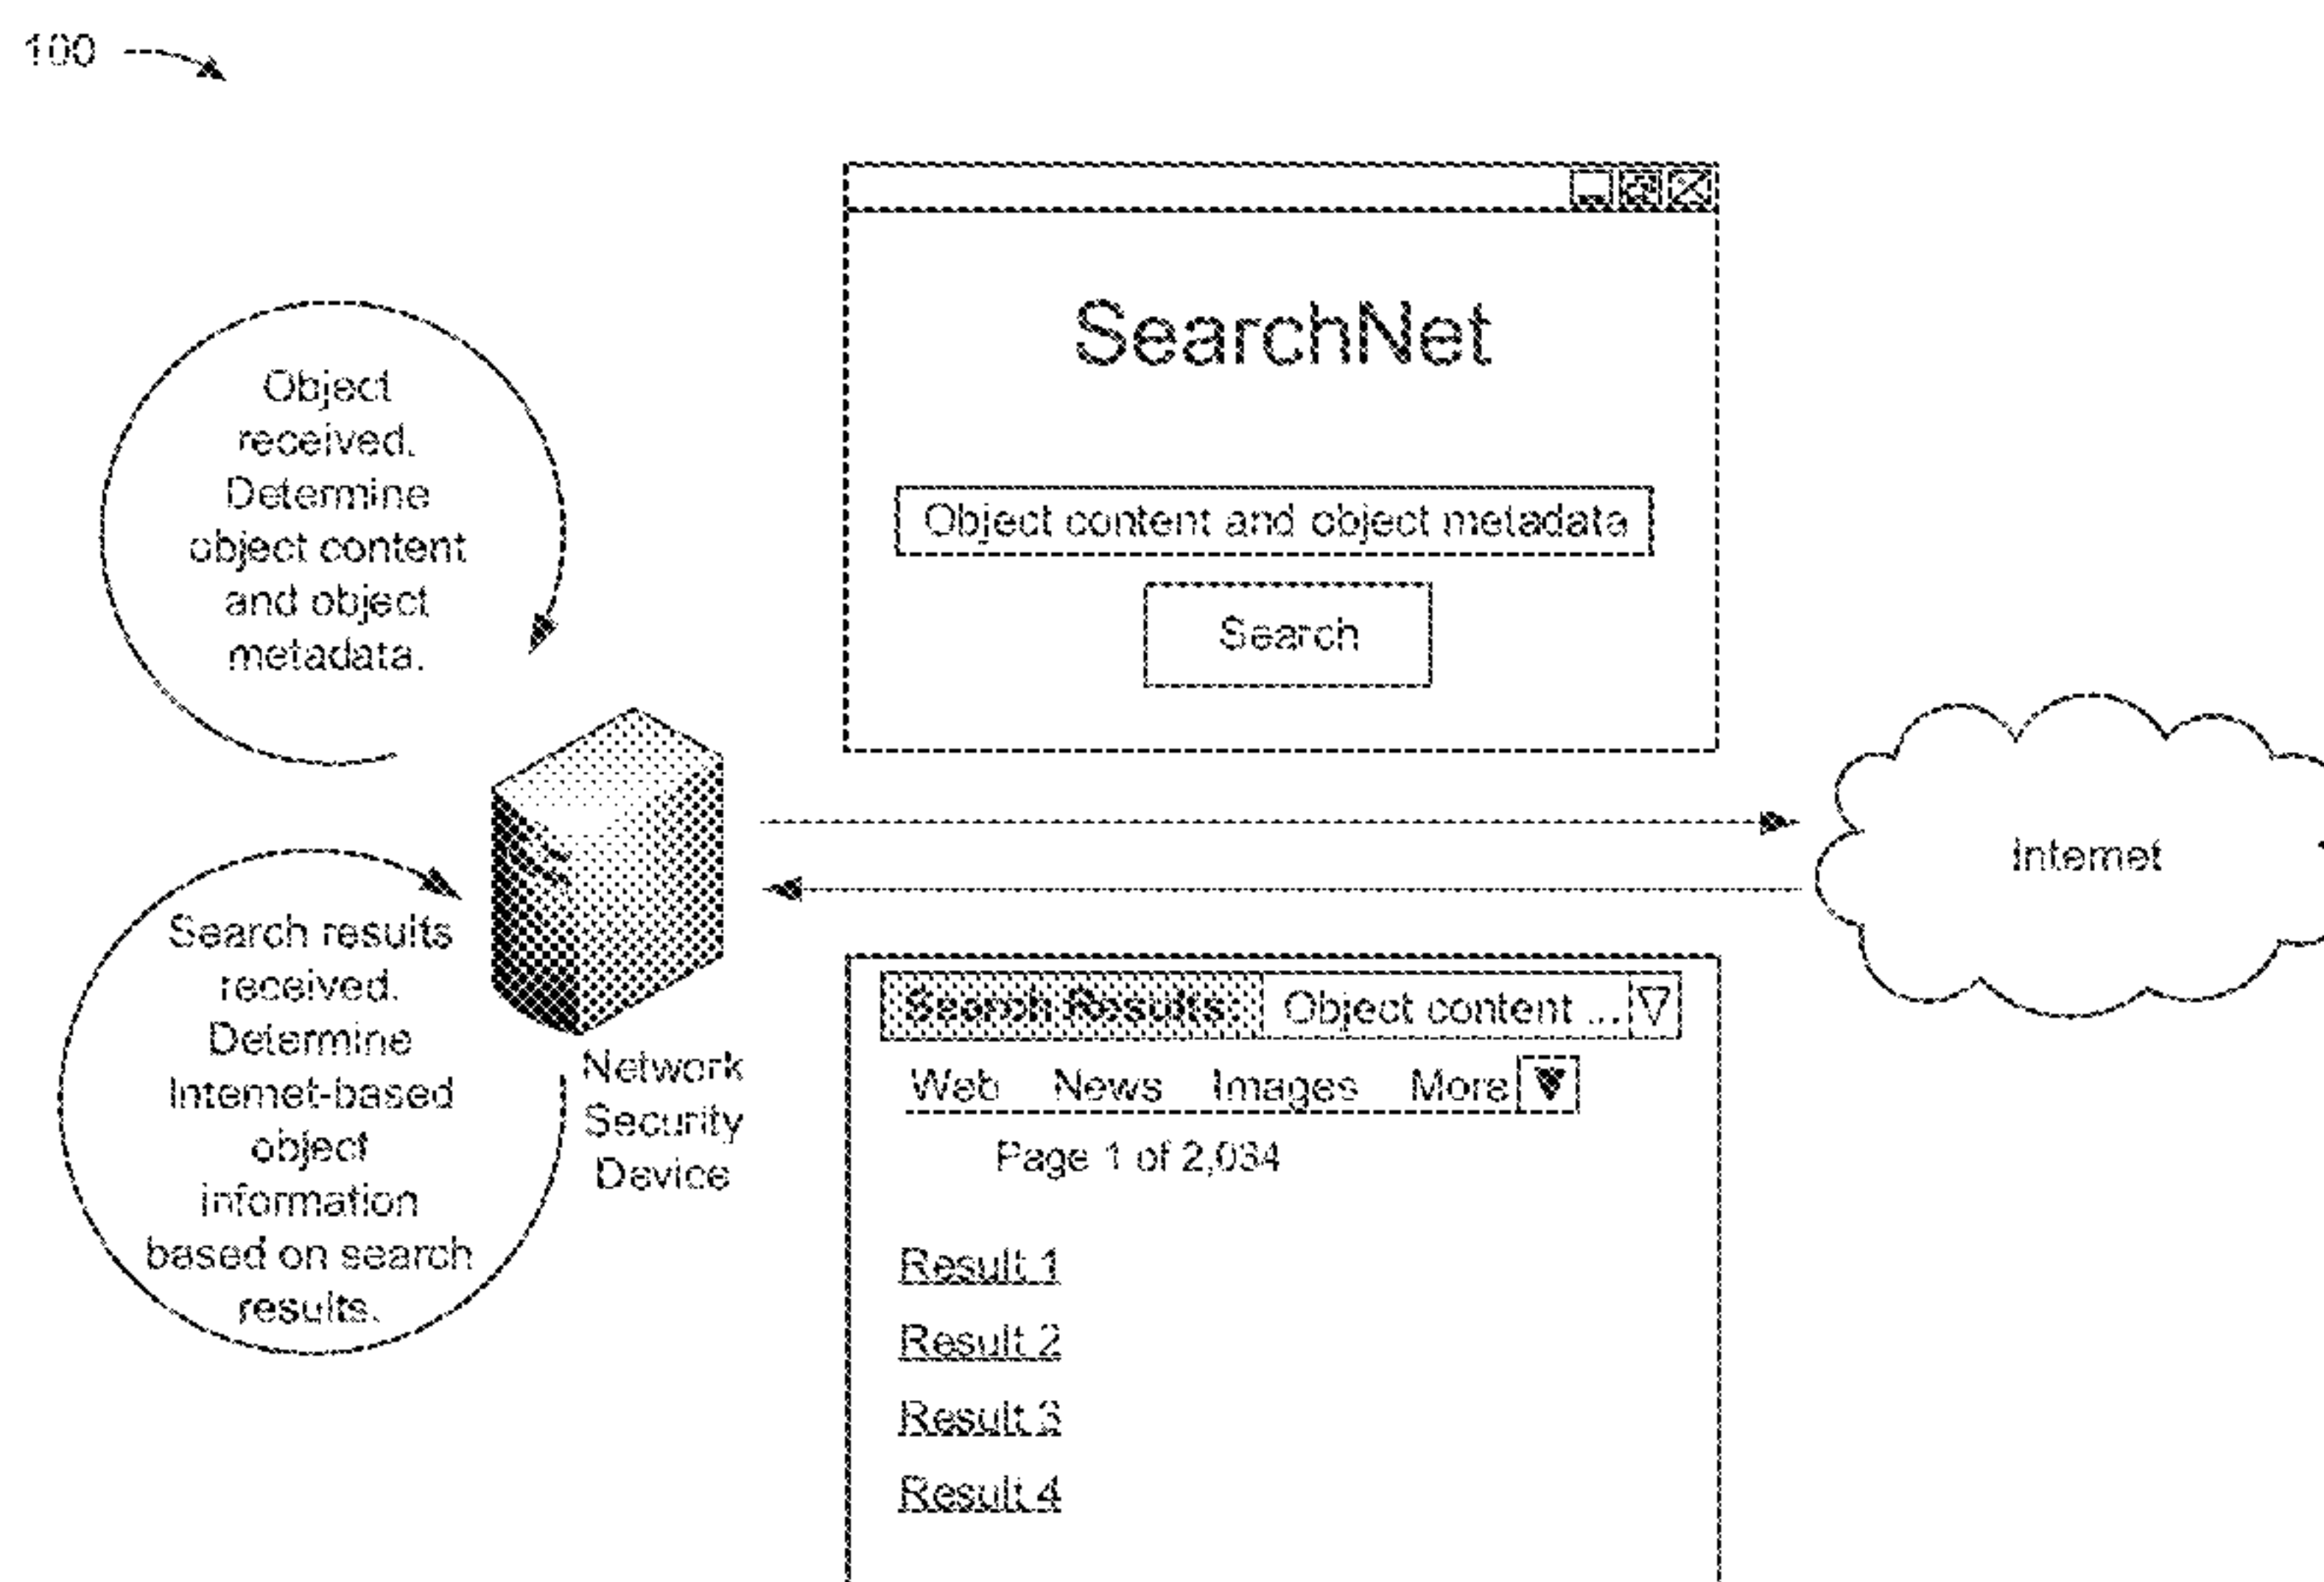 100
Object
received.
Determine
object content
and object
metadata.
SearchNet
Object content and object metadata
Search
Internet
Search results
received.
Determine
Internet-based
object
information
based on search
results.
Network
Security
Device
Search Results: Object content ...
Web News Images More
Page 1 of 2,034
Result 1
Result 2
Result 3
Result 4